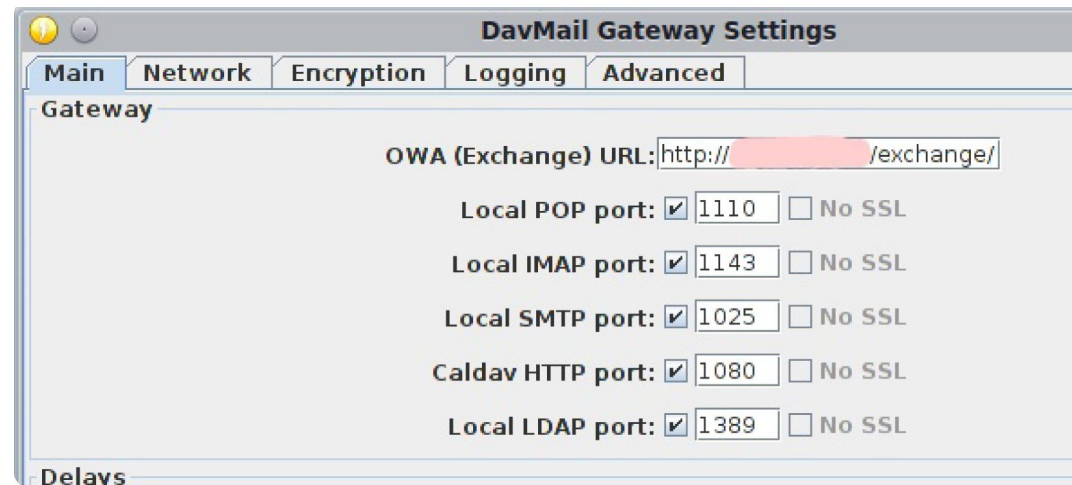 DavMail Gateway Settings
Main Network Encryption Logging Advanced
Gateway
OWA (Exchange) URL: http:// /exchange/
Local POP port: 1110 No SSL
Local IMAP port: 1143 No SSL
Local SMTP port: 1025 No SSL
Caldav HTTP port: 1080 No SSL
Local LDAP port: 1389 No SSL
Delays